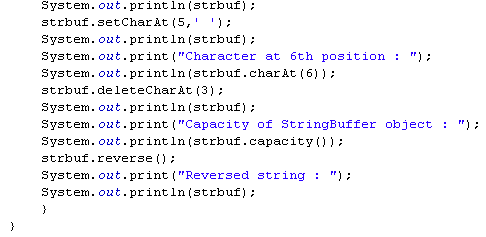 System.out.println(strbuf);
strbuf.setCharAt(5,' ');
System.out.println(strbuf);
System.out.print("Character at 6th position : ");
System.out.println(strbuf.charAt(6));
strbuf.deleteCharAt(3);
System.out.println(strbuf);
System.out.print("Capacity of StringBuffer object : ");
System.out.println(strbuf.capacity());
strbuf.reverse();
System.out.print("Reversed string : ");
System.out.println(strbuf);
}
}